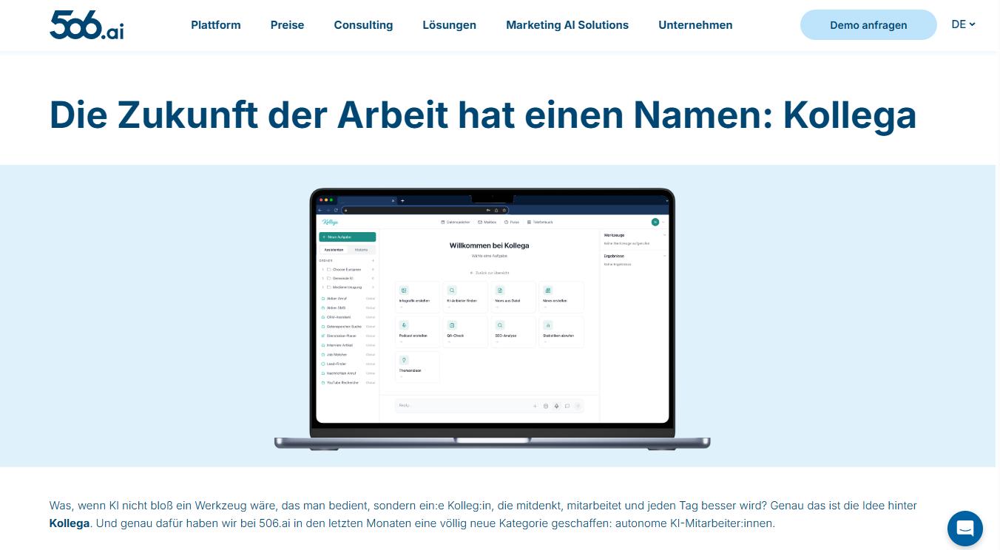 506.ai
Plattform
Preise
Consulting
Lösungen
Marketing AI Solutions
Unternehmen
Demo anfragen
DE
Die Zukunft der Arbeit hat einen Namen: Kollega
Kollega
Datenspeicher
Mailbox
Pulse
Telefonbuch
+ Neue Aufgabe
Assistenten
Historie
ORDNER
Choose European
Gemeinde KI
Medienerzeugung
Aktien Anruf Global
Aktien SMS Global
CRM-Assistent Global
Datenspeicher-Suche Global
Dienstreise-Planer Global
Interview Artikel Global
Job Matcher Global
Lead-Finder Global
Nachrichten Anruf Global
YouTube Recherche Global
Willkommen bei Kollega
Wähle eine Aufgabe
← Zurück zur Übersicht
Infografik erstellen
KI-Anbieter finden
News aus Datei
News erstellen
Podcast erstellen
QA-Check
SEO-Analyse
Statistiken abrufen
Themenideen
Reply...
Werkzeuge
Keine Werkzeuge aufgerufen
Ergebnisse
Keine Ergebnisse
Was, wenn KI nicht bloß ein Werkzeug wäre, das man bedient, sondern ein:e Kolleg:in, die mitdenkt, mitarbeitet und jeden Tag besser wird? Genau das ist die Idee hinter
Kollega. Und genau dafür haben wir bei 506.ai in den letzten Monaten eine völlig neue Kategorie geschaffen: autonome KI-Mitarbeiter:innen.